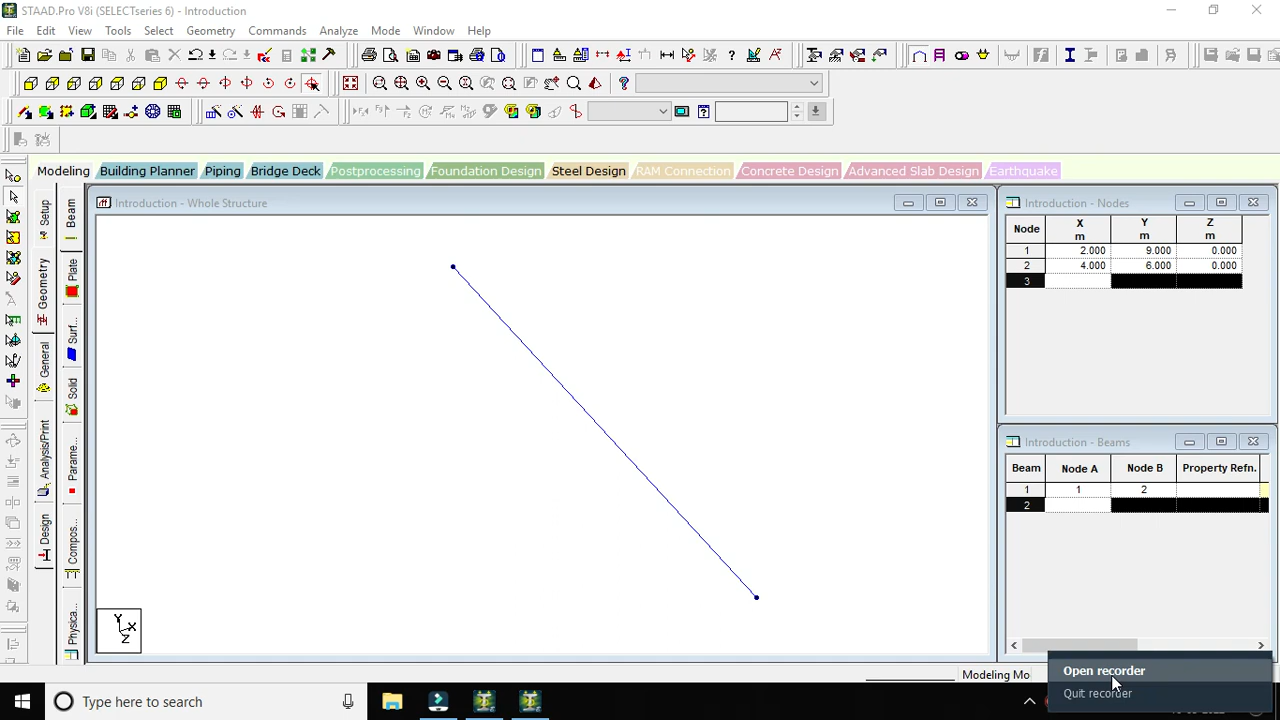 STAAD.Pro V8i (SELECTseries 6) - Introduction
File Edit View Tools Select Geometry Commands Analyze Mode Window Help
Modeling Building Planner Piping Bridge Deck Postprocessing Foundation Design Steel Design RAM Connection Concrete Design Advanced Slab Design Earthquake
Setup
Geometry
General
Analysis/Print
Design
Beam
Plate
Surf...
Solid
Parame...
Compos...
Physica...
Introduction - Whole Structure
Y
X
Z
Introduction - Nodes
Node X m Y m Z m
1 2.000 9.000 0.000
2 4.000 6.000 0.000
3
Introduction - Beams
Beam Node A Node B Property Refn.
1 1 2
2
Modeling Mo
Open recorder
Quit recorder
Type here to search